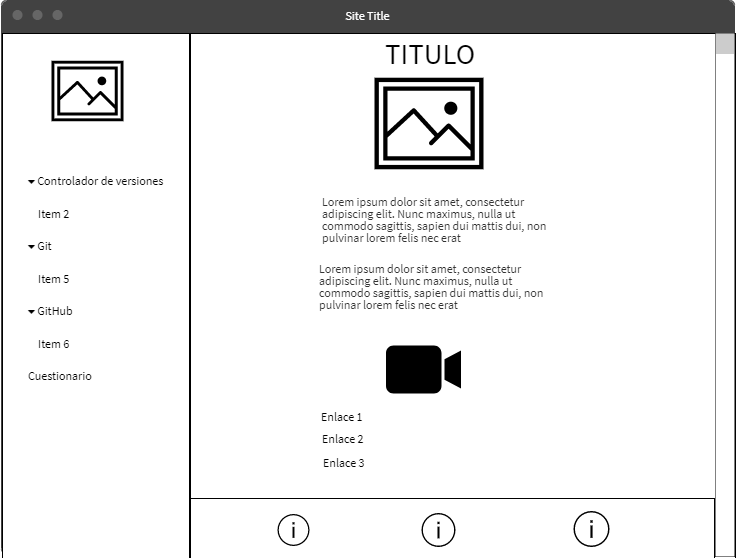 Site Title
Controlador de versiones
Item 2
Git
Item 5
GitHub
Item 6
Cuestionario
TITULO
Lorem ipsum dolor sit amet, consectetur
adipiscing elit. Nunc maximus, nulla ut
commodo sagittis, sapien dui mattis dui, non
pulvinar lorem felis nec erat
Lorem ipsum dolor sit amet, consectetur
adipiscing elit. Nunc maximus, nulla ut
commodo sagittis, sapien dui mattis dui, non
pulvinar lorem felis nec erat
Enlace 1
Enlace 2
Enlace 3
i
i
i